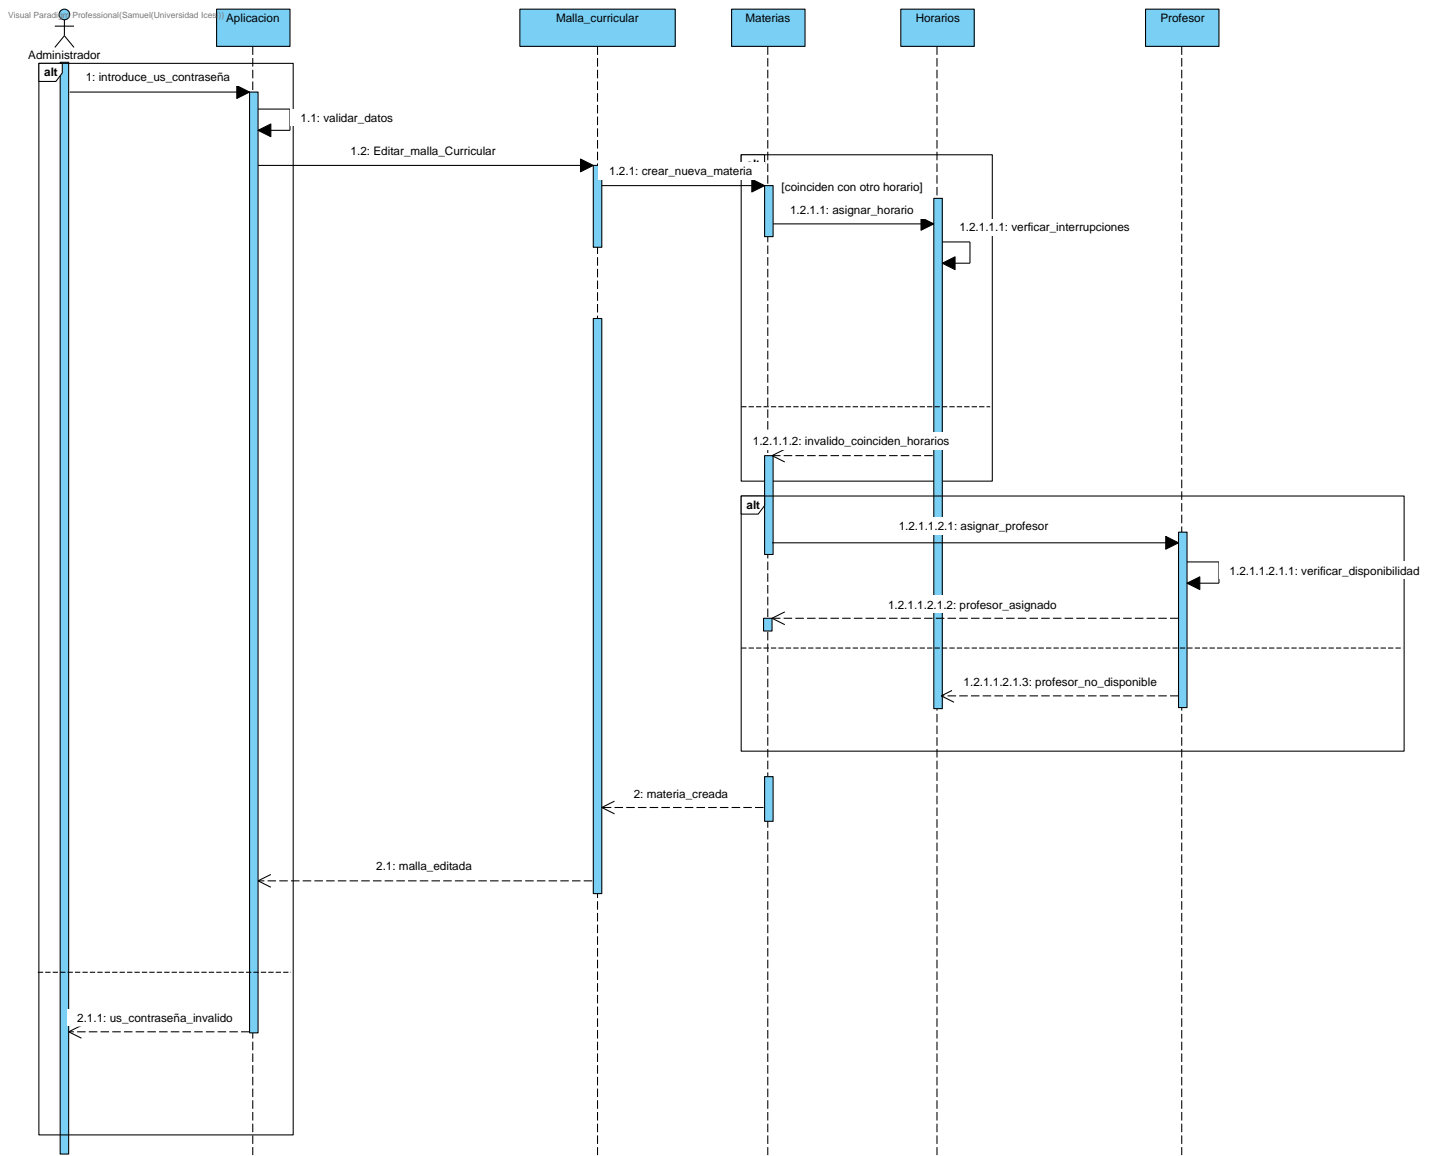 Visual Paradigm Professional(Samuel(Universidad Icesi))
Administrador
Aplicacion
Malla_curricular
Materias
Horarios
Profesor
alt
1: introduce_us_contraseña
1.1: validar_datos
1.2: Editar_malla_Curricular
1.2.1: crear_nueva_materia
[coinciden con otro horario]
1.2.1.1: asignar_horario
1.2.1.1.1: verficar_interrupciones
1.2.1.1.2: invalido_coinciden_horarios
alt
1.2.1.1.2.1: asignar_profesor
1.2.1.1.2.1.1: verificar_disponibilidad
1.2.1.1.2.1.2: profesor_asignado
1.2.1.1.2.1.3: profesor_no_disponible
2: materia_creada
2.1: malla_editada
2.1.1: us_contraseña_invalido